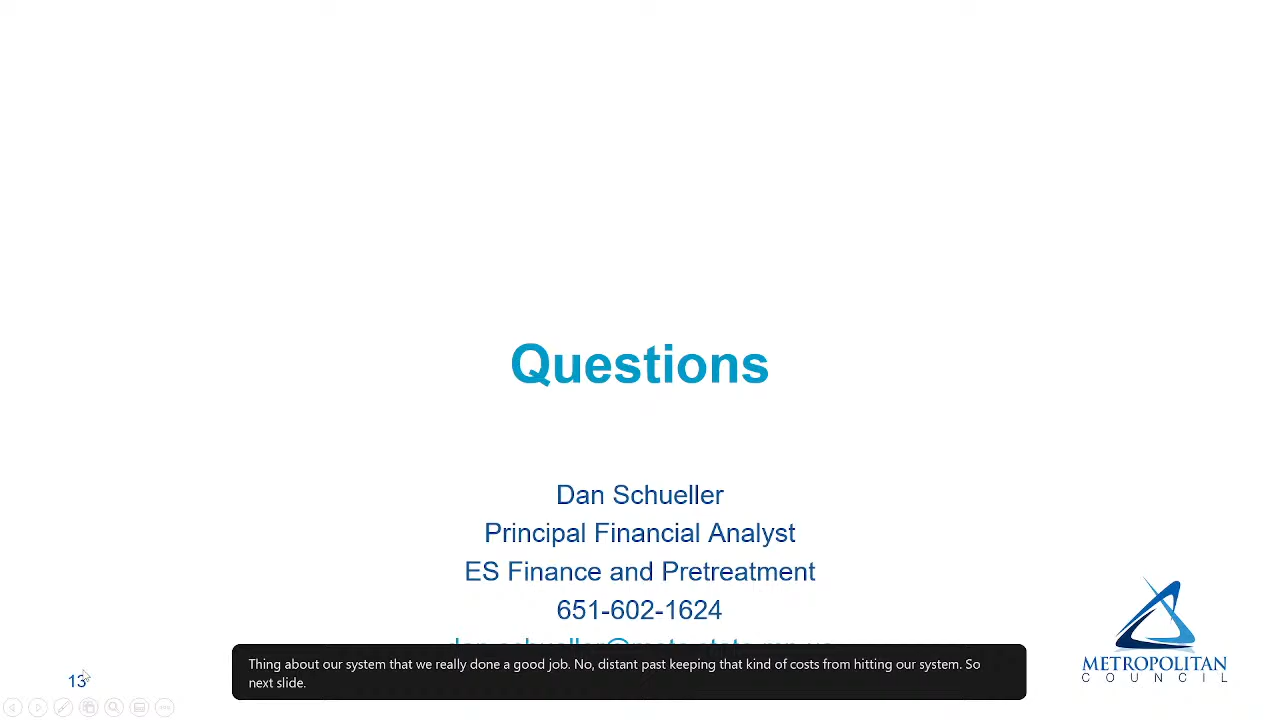 Questions
Dan Schueller
Principal Financial Analyst
ES Finance and Pretreatment
651-602-1624
Thing about our system that we really done a good job. No, distant past keeping that kind of costs from hitting our system. So
next slide.
13
METROPOLITAN
COUNCIL